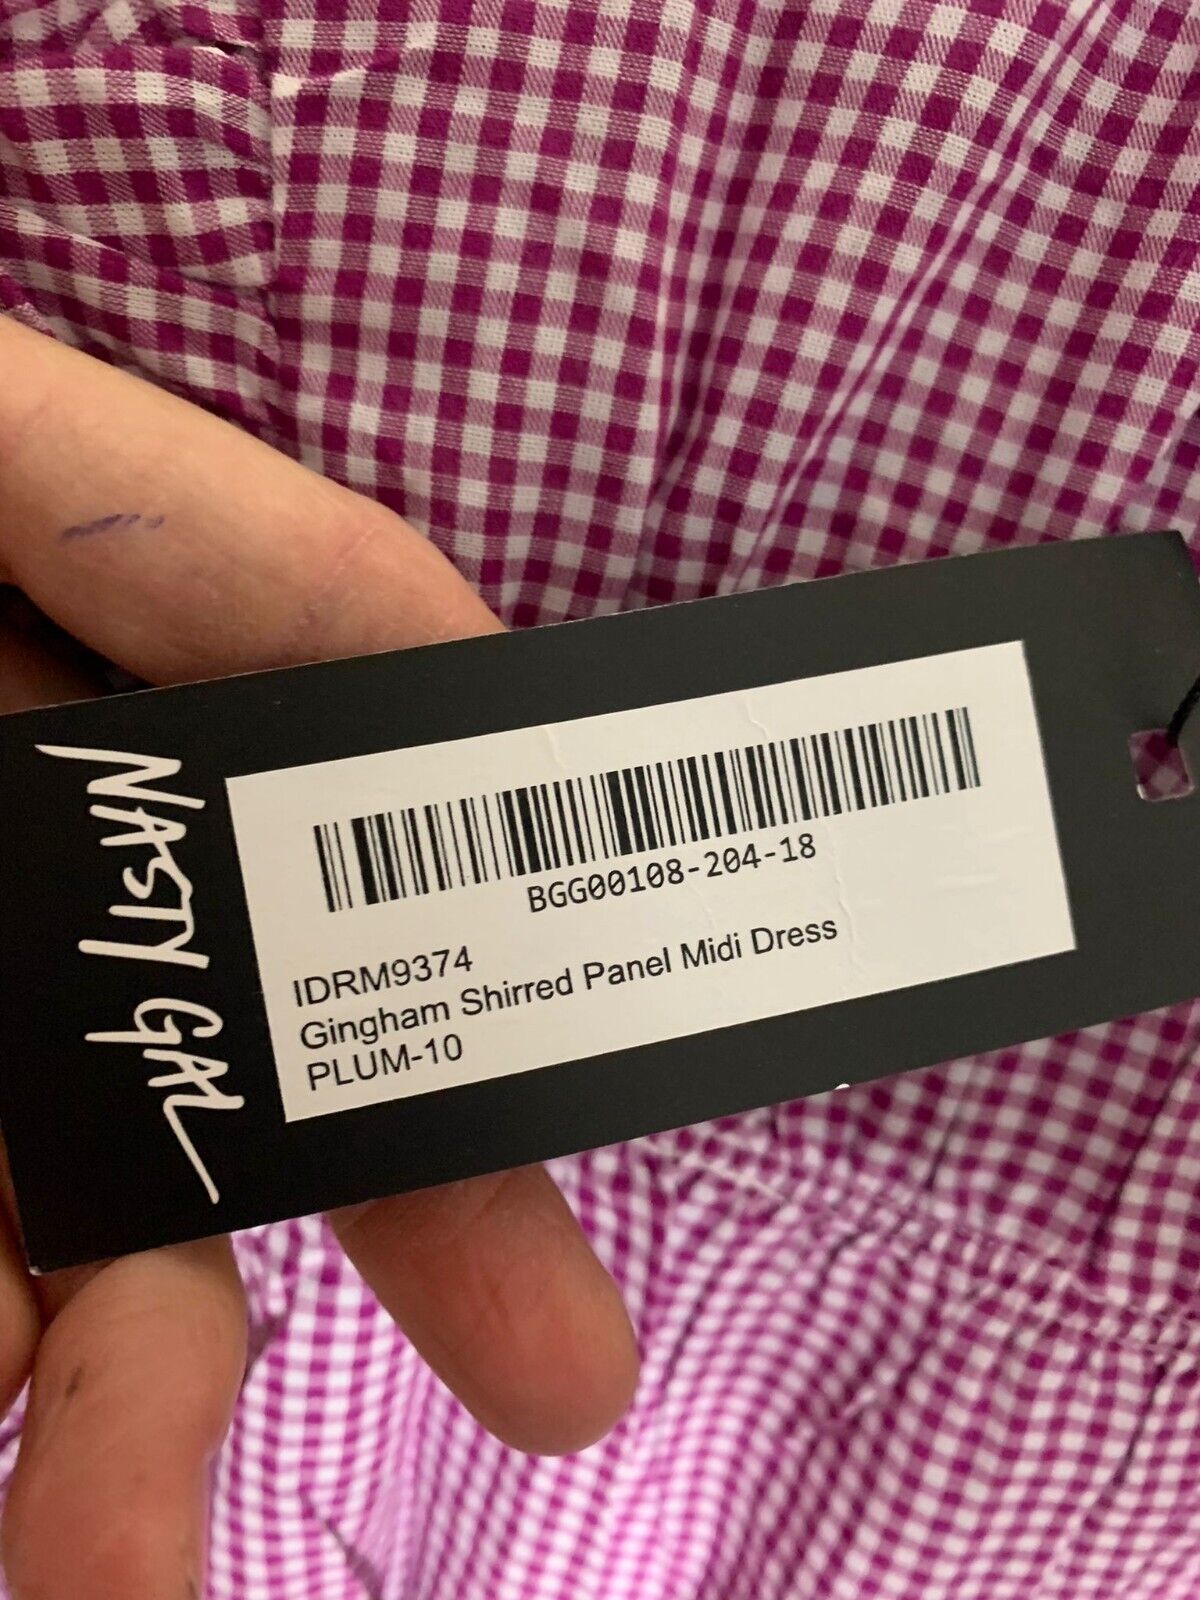 NASTY GAL
BGG00108-204-18
IDRM9374
Gingham Shirred Panel Midi Dress
PLUM-10